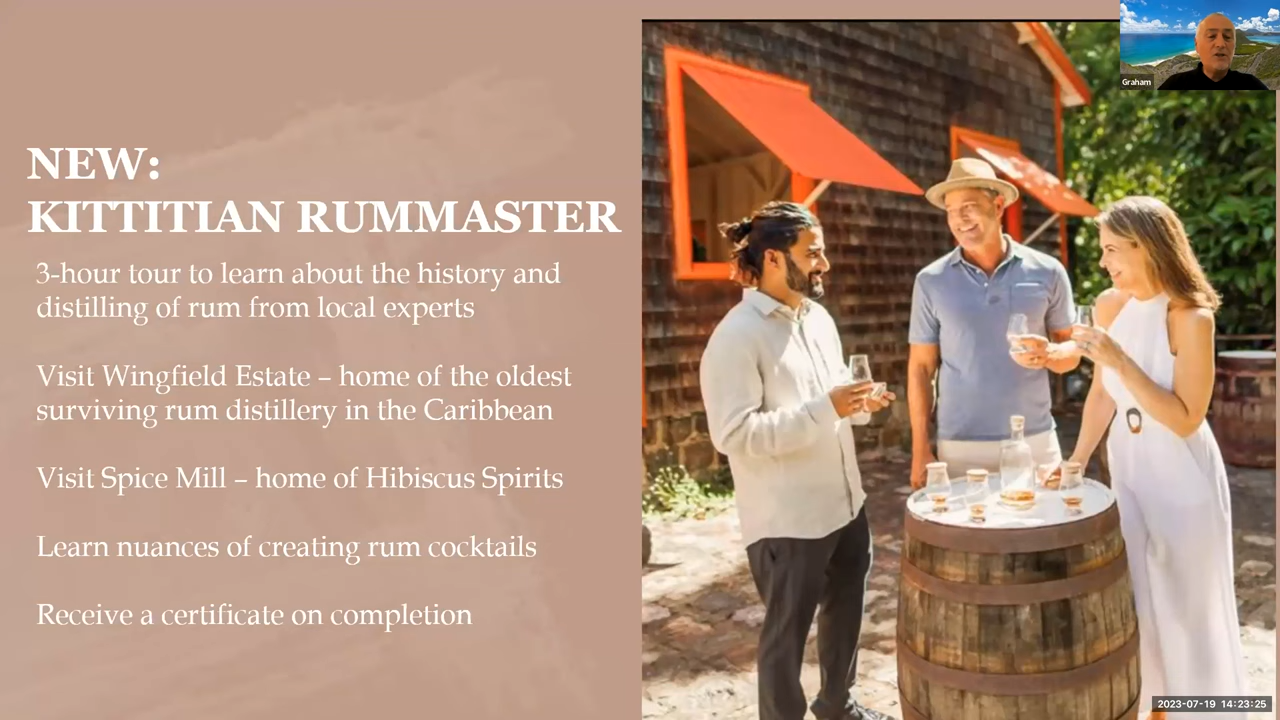 NEW:
KITTITIAN RUMMASTER
3-hour tour to learn about the history and
distilling of rum from local experts
Visit Wingfield Estate – home of the oldest
surviving rum distillery in the Caribbean
Visit Spice Mill – home of Hibiscus Spirits
Learn nuances of creating rum cocktails
Receive a certificate on completion
Graham
2023-07-19 14:23:25